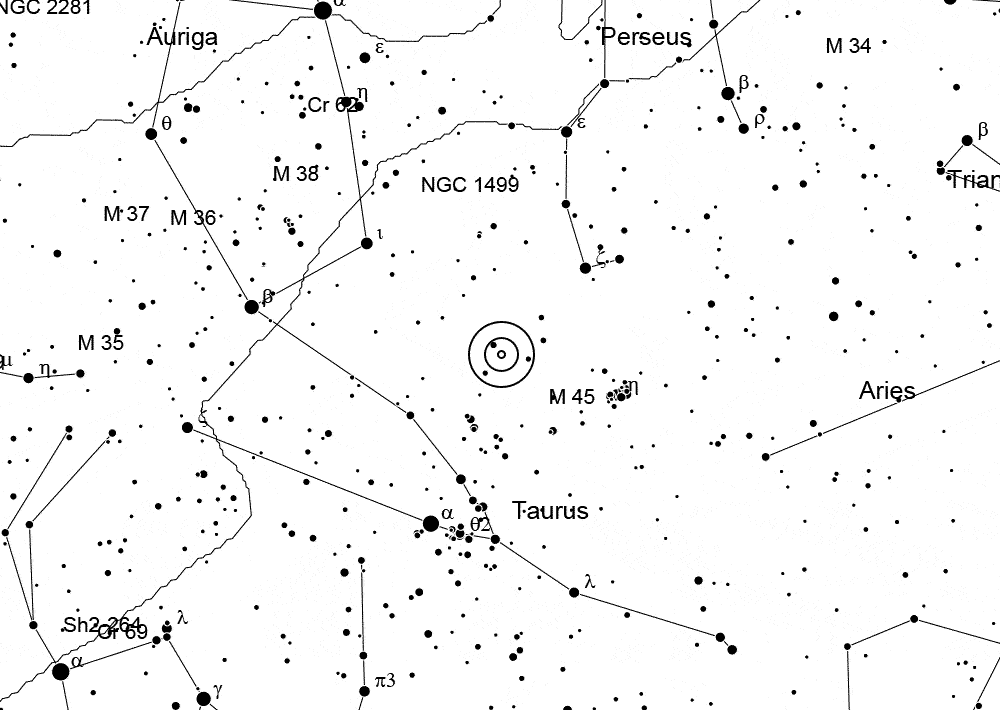 NGC 2281
α
Auriga
ε
Perseus
M 34
β
Cr 62
η
θ
ε
ρ
β
M 38
NGC 1499
Trian
M 37
M 36
ι
ζ
β
M 35
μ
η
M 45
η
Aries
ζ
α
Taurus
θ2
λ
Sh2-264
Cr 69
λ
α
π3
γ